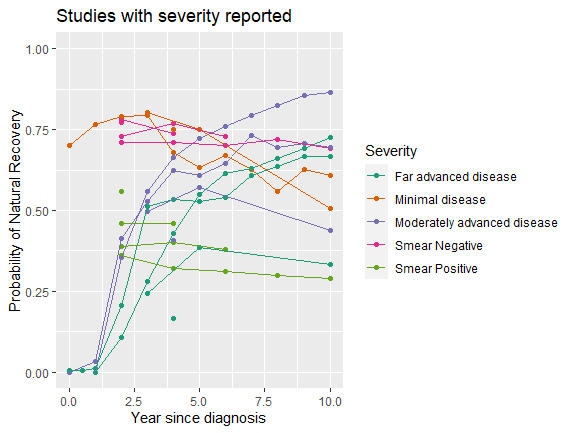 Studies with severity reported
1.00
0.75
0.50
0.25
0.00
Probability of Natural Recovery
0.0 2.5 5.0 7.5 10.0
Year since diagnosis
Severity
Far advanced disease
Minimal disease
Moderately advanced disease
Smear Negative
Smear Positive